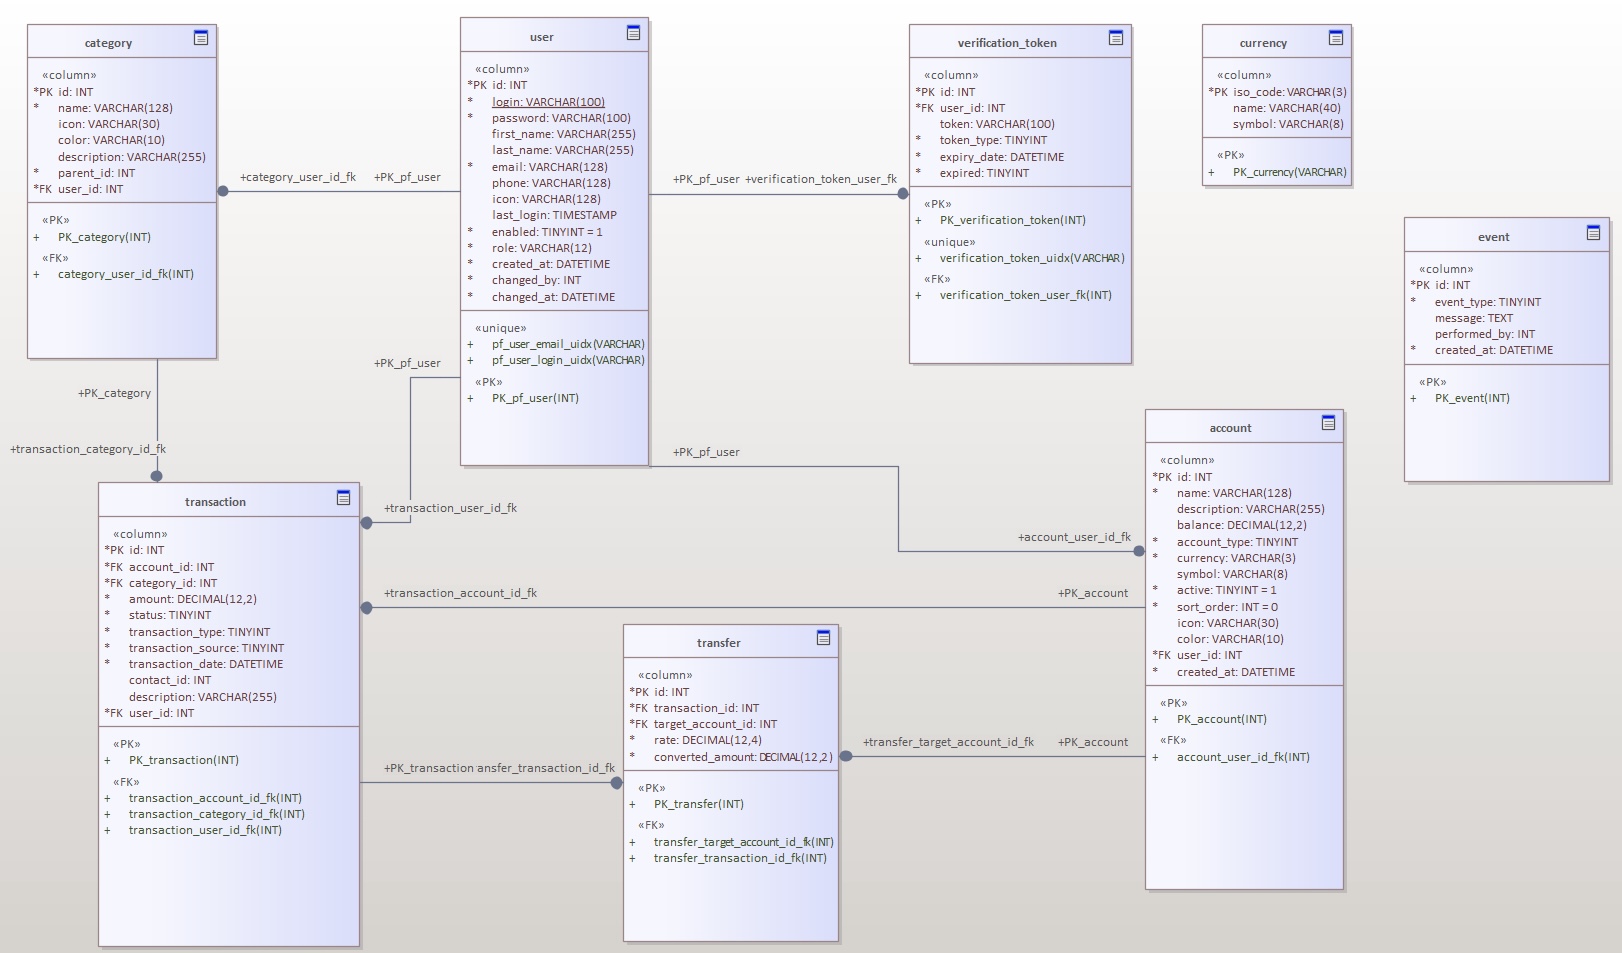 category
«column»
*PK id: INT
* name: VARCHAR(128)
icon: VARCHAR(30)
color: VARCHAR(10)
description: VARCHAR(255)
* parent_id: INT
*FK user_id: INT
«PK»
+ PK_category(INT)
«FK»
+ category_user_id_fk(INT)
+category_user_id_fk
+PK_pf_user
user
«column»
*PK id: INT
* login: VARCHAR(100)
* password: VARCHAR(100)
first_name: VARCHAR(255)
last_name: VARCHAR(255)
* email: VARCHAR(128)
phone: VARCHAR(128)
icon: VARCHAR(128)
last_login: TIMESTAMP
* enabled: TINYINT = 1
* role: VARCHAR(12)
* created_at: DATETIME
* changed_by: INT
* changed_at: DATETIME
«unique»
+ pf_user_email_uidx(VARCHAR)
+ pf_user_login_uidx(VARCHAR)
«PK»
+ PK_pf_user(INT)
+PK_pf_user
+verification_token_user_fk
verification_token
«column»
*PK id: INT
*FK user_id: INT
token: VARCHAR(100)
* token_type: TINYINT
* expiry_date: DATETIME
* expired: TINYINT
«PK»
+ PK_verification_token(INT)
«unique»
+ verification_token_uidx(VARCHAR)
«FK»
+ verification_token_user_fk(INT)
currency
«column»
*PK iso_code: VARCHAR(3)
name: VARCHAR(40)
symbol: VARCHAR(8)
«PK»
+ PK_currency(VARCHAR)
event
«column»
*PK id: INT
* event_type: TINYINT
message: TEXT
performed_by: INT
* created_at: DATETIME
«PK»
+ PK_event(INT)
+PK_category
+transaction_category_id_fk
+PK_pf_user
+transaction_user_id_fk
+PK_pf_user
+account_user_id_fk
transaction
«column»
*PK id: INT
*FK account_id: INT
*FK category_id: INT
* amount: DECIMAL(12,2)
* status: TINYINT
* transaction_type: TINYINT
* transaction_source: TINYINT
* transaction_date: DATETIME
contact_id: INT
description: VARCHAR(255)
*FK user_id: INT
«PK»
+ PK_transaction(INT)
«FK»
+ transaction_account_id_fk(INT)
+ transaction_category_id_fk(INT)
+ transaction_user_id_fk(INT)
+transaction_account_id_fk
+PK_account
+PK_transaction
ansfer_transaction_id_fk
transfer
«column»
*PK id: INT
*FK transaction_id: INT
*FK target_account_id: INT
* rate: DECIMAL(12,4)
* converted_amount: DECIMAL(12,2)
«PK»
+ PK_transfer(INT)
«FK»
+ transfer_target_account_id_fk(INT)
+ transfer_transaction_id_fk(INT)
+transfer_target_account_id_fk
+PK_account
account
«column»
*PK id: INT
* name: VARCHAR(128)
description: VARCHAR(255)
balance: DECIMAL(12,2)
* account_type: TINYINT
* currency: VARCHAR(3)
symbol: VARCHAR(8)
* active: TINYINT = 1
* sort_order: INT = 0
icon: VARCHAR(30)
color: VARCHAR(10)
*FK user_id: INT
* created_at: DATETIME
«PK»
+ PK_account(INT)
«FK»
+ account_user_id_fk(INT)